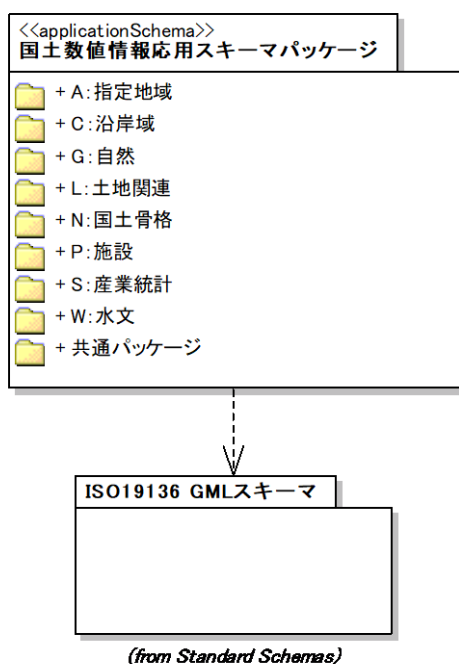 <<applicationSchema>>
国土数値情報応用スキーマパッケージ
+ A:指定地域
+ C:沿岸域
+ G:自然
+ L:土地関連
+ N:国土骨格
+ P:施設
+ S:産業統計
+ W:水文
+ 共通パッケージ
ISO19136 GMLスキーマ
(from Standard Schemas)